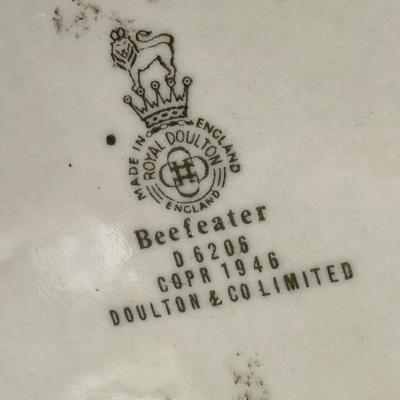 MADE IN ENGLAND
ROYAL DOULTON
ENGLAND
Beefeater
D 6206
COPR 1946
DOULTON & CO LIMITED